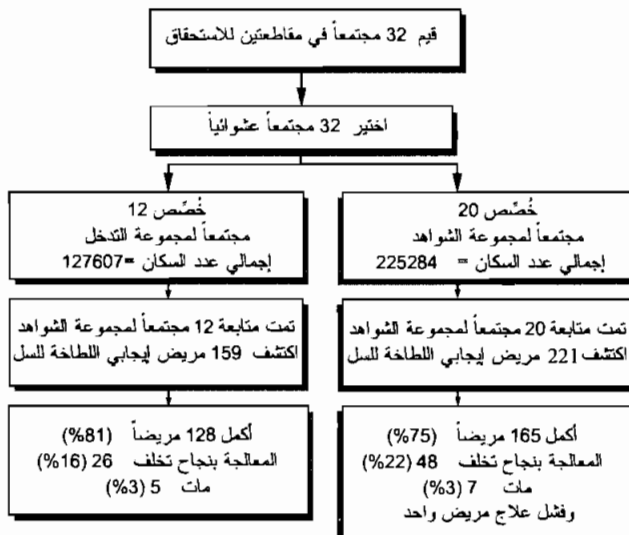 قيم 32 مجتمعاً في مقاطعتين للاستحقاق
اختير 32 مجتمعاً عشوائياً
خُصِّص 20
مجتمعاً لمجموعة الشواهد
إجمالي عدد السكان = 225284
خُصِّص 12
مجتمعاً لمجموعة التدخل
إجمالي عدد السكان =127607
تمت متابعة 20 مجتمعاً لمجموعة الشواهد
اكتشف 221 مريض إيجابي اللطاخة للسل
تمت متابعة 12 مجتمعاً لمجموعة الشواهد
اكتشف 159 مريض إيجابي اللطاخة للسل
أكمل 165 مريضاً (75%)
المعالجة بنجاح تخلف 48 (22%)
مات 7 (3%)
وفشل علاج مريض واحد
أكمل 128 مريضاً (81%)
المعالجة بنجاح تخلف 26 (16%)
مات 5 (3%)